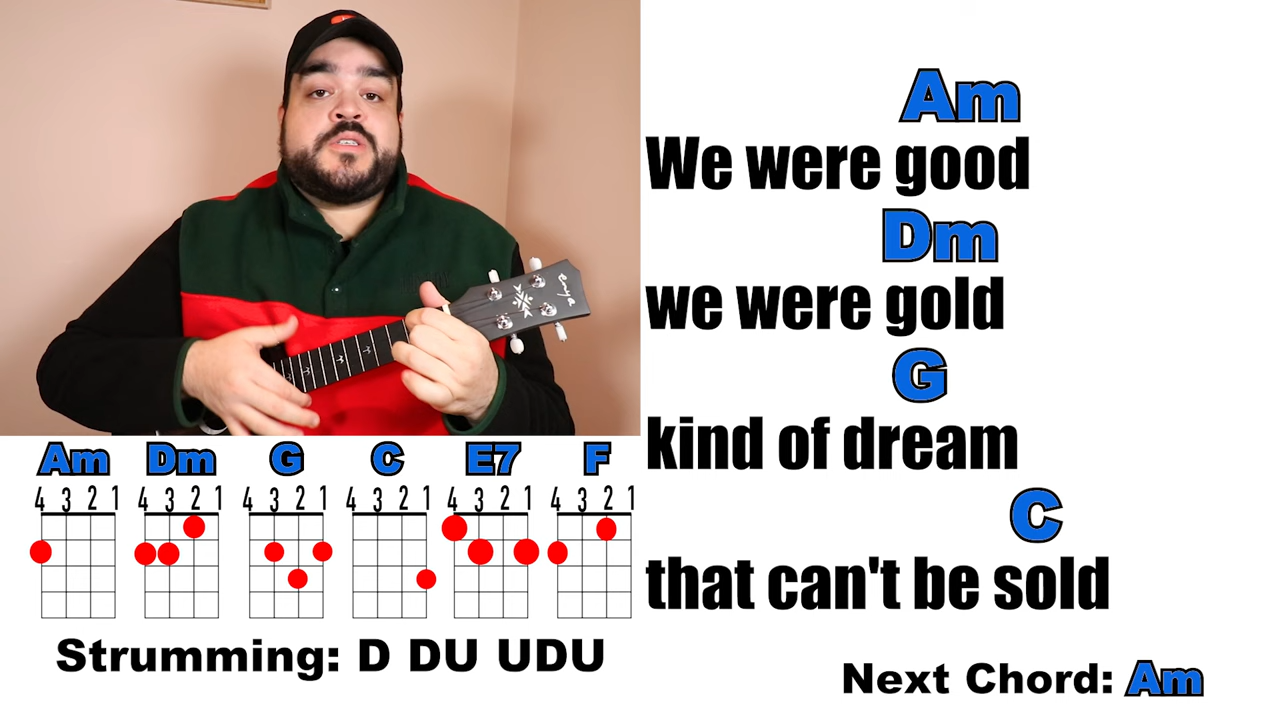 enya
Am
We were good
Dm
we were gold
G
kind of dream
C
that can't be sold
Am Dm G C E7 F
4 3 2 1 4 3 2 1 4 3 2 1 4 3 2 1 4 3 2 1 4 3 2 1
Strumming: D DU UDU
Next Chord: Am